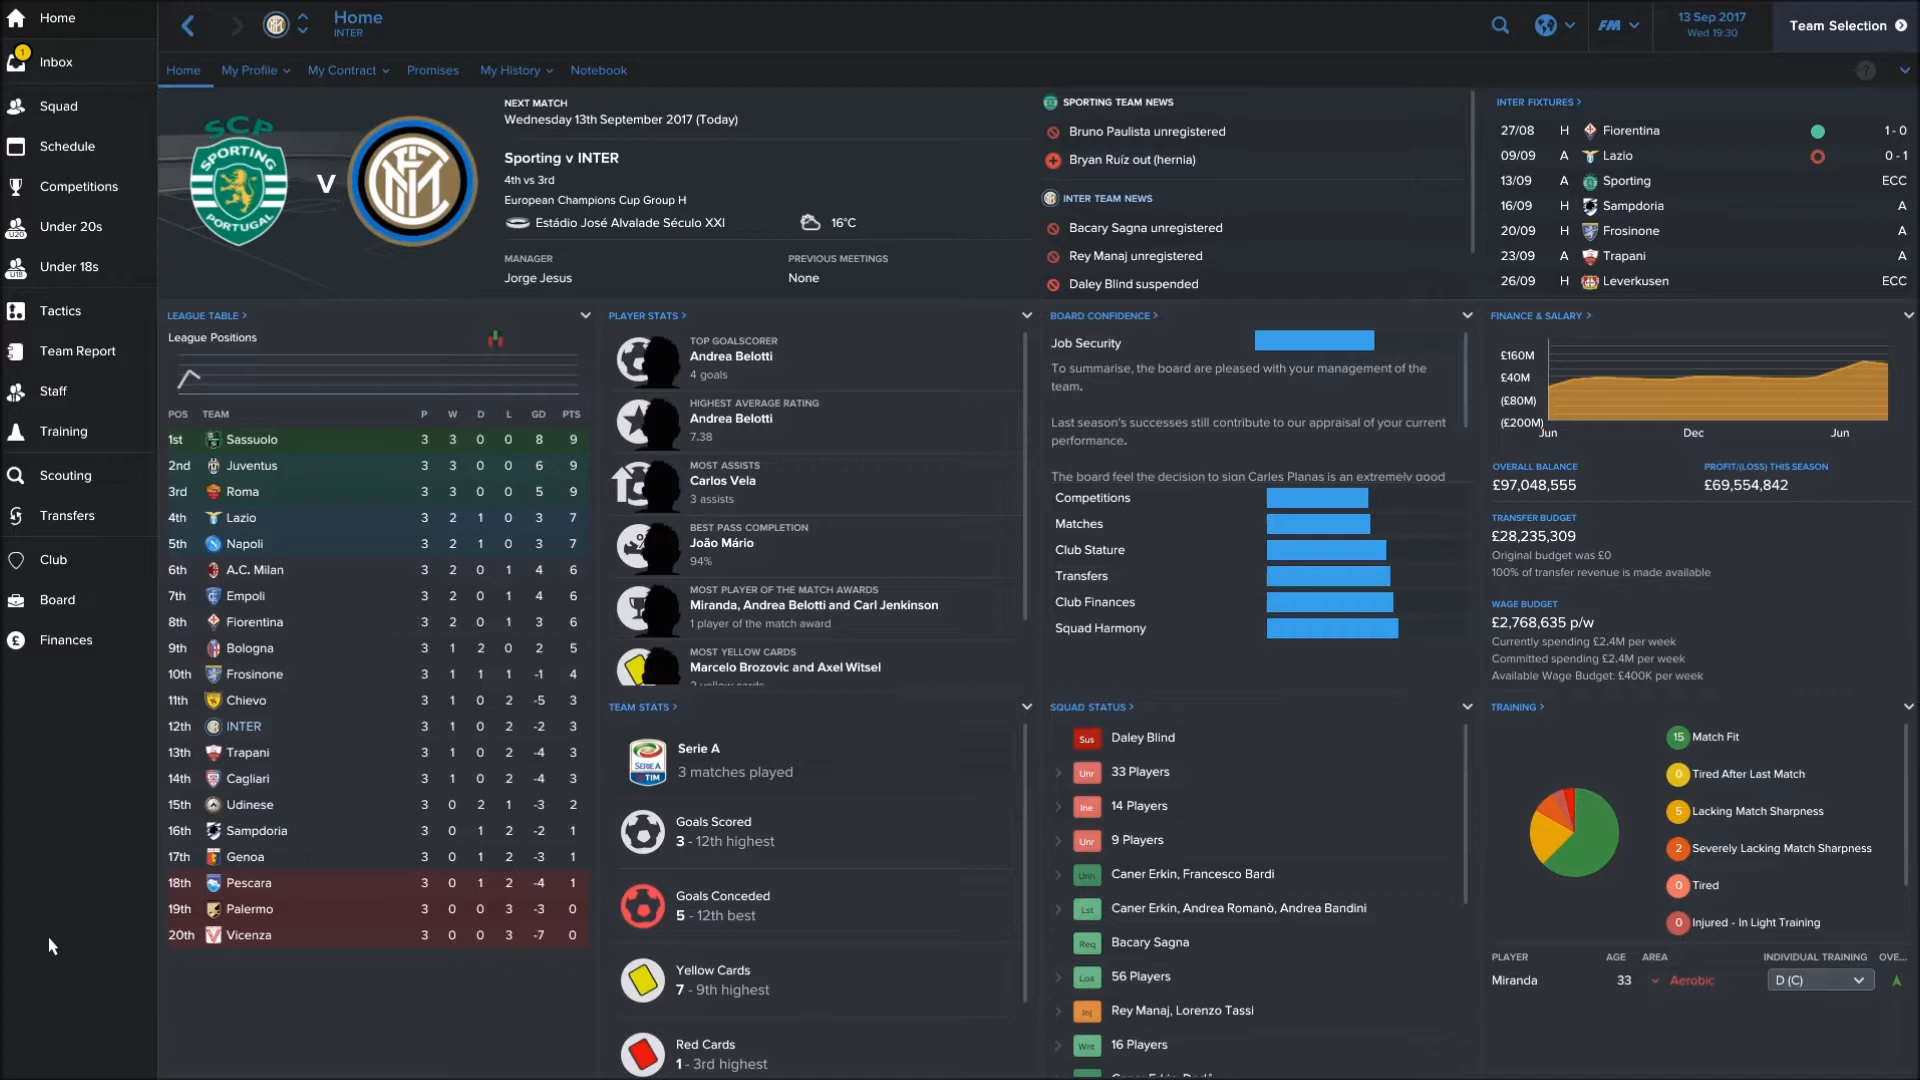 Home
Inbox
1
Squad
Schedule
Competitions
Under 20s
U20
Under 18s
U18
Tactics
Team Report
Staff
Training
Scouting
Transfers
Club
Board
Finances
Home
INTER
FM
13 Sep 2017
Wed 19:30
Team Selection
Home My Profile My Contract Promises My History Notebook
?
SCP
SPORTING
PORTUGAL
V
NEXT MATCH
Wednesday 13th September 2017 (Today)
Sporting v INTER
4th vs 3rd
European Champions Cup Group H
Estádio José Alvalade Século XXI 16°C
MANAGER PREVIOUS MEETINGS
Jorge Jesus None
SPORTING TEAM NEWS
Bruno Paulista unregistered
Bryan Ruíz out (hernia)
INTER TEAM NEWS
Bacary Sagna unregistered
Rey Manaj unregistered
Daley Blind suspended
INTER FIXTURES >
27/08 H Fiorentina 1 - 0
09/09 A Lazio 0 - 1
13/09 A Sporting ECC
16/09 H Sampdoria A
20/09 H Frosinone A
23/09 A Trapani A
26/09 H Leverkusen ECC
LEAGUE TABLE >
League Positions
POS TEAM P W D L GD PTS
1st Sassuolo 3 3 0 0 8 9
2nd Juventus 3 3 0 0 6 9
3rd Roma 3 3 0 0 5 9
4th Lazio 3 2 1 0 3 7
5th Napoli 3 2 1 0 3 7
6th A.C. Milan 3 2 0 1 4 6
7th Empoli 3 2 0 1 4 6
8th Fiorentina 3 2 0 1 3 6
9th Bologna 3 1 2 0 2 5
10th Frosinone 3 1 1 1 -1 4
11th Chievo 3 1 0 2 -5 3
12th INTER 3 1 0 2 -2 3
13th Trapani 3 1 0 2 -4 3
14th Cagliari 3 1 0 2 -4 3
15th Udinese 3 0 2 1 -3 2
16th Sampdoria 3 0 1 2 -2 1
17th Genoa 3 0 1 2 -3 1
18th Pescara 3 0 1 2 -4 1
19th Palermo 3 0 0 3 -3 0
20th Vicenza 3 0 0 3 -7 0
PLAYER STATS >
TOP GOALSCORER
Andrea Belotti
4 goals
HIGHEST AVERAGE RATING
Andrea Belotti
7.38
MOST ASSISTS
Carlos Vela
3 assists
BEST PASS COMPLETION
João Mário
94%
MOST PLAYER OF THE MATCH AWARDS
Miranda, Andrea Belotti and Carl Jenkinson
1 player of the match award
MOST YELLOW CARDS
Marcelo Brozovic and Axel Witsel
2 yellow cards
TEAM STATS >
SERIE A
TIM
Serie A
3 matches played
Goals Scored
3 - 12th highest
Goals Conceded
5 - 12th best
Yellow Cards
7 - 9th highest
Red Cards
1 - 3rd highest
BOARD CONFIDENCE >
Job Security
To summarise, the board are pleased with your management of the
team.
Last season's successes still contribute to our appraisal of your current
performance.
The board feel the decision to sign Carles Planas is an extremely good
Competitions
Matches
Club Stature
Transfers
Club Finances
Squad Harmony
SQUAD STATUS >
Sus Daley Blind
Unr 33 Players
Ine 14 Players
Unr 9 Players
Unh Caner Erkin, Francesco Bardi
Lst Caner Erkin, Andrea Romanò, Andrea Bandini
Req Bacary Sagna
Loa 56 Players
Inj Rey Manaj, Lorenzo Tassi
Wnt 16 Players
FINANCE & SALARY >
£160M
£40M
(£80M)
(£200M)
Jun Dec Jun
OVERALL BALANCE PROFIT/(LOSS) THIS SEASON
£97,048,555 £69,554,842
TRANSFER BUDGET
£28,235,309
Original budget was £0
100% of transfer revenue is made available
WAGE BUDGET
£2,768,635 p/w
Currently spending £2.4M per week
Committed spending £2.4M per week
Available Wage Budget: £400K per week
TRAINING >
15 Match Fit
0 Tired After Last Match
5 Lacking Match Sharpness
2 Severely Lacking Match Sharpness
0 Tired
0 Injured - In Light Training
PLAYER AGE AREA INDIVIDUAL TRAINING OVE...
Miranda 33 Aerobic D (C)